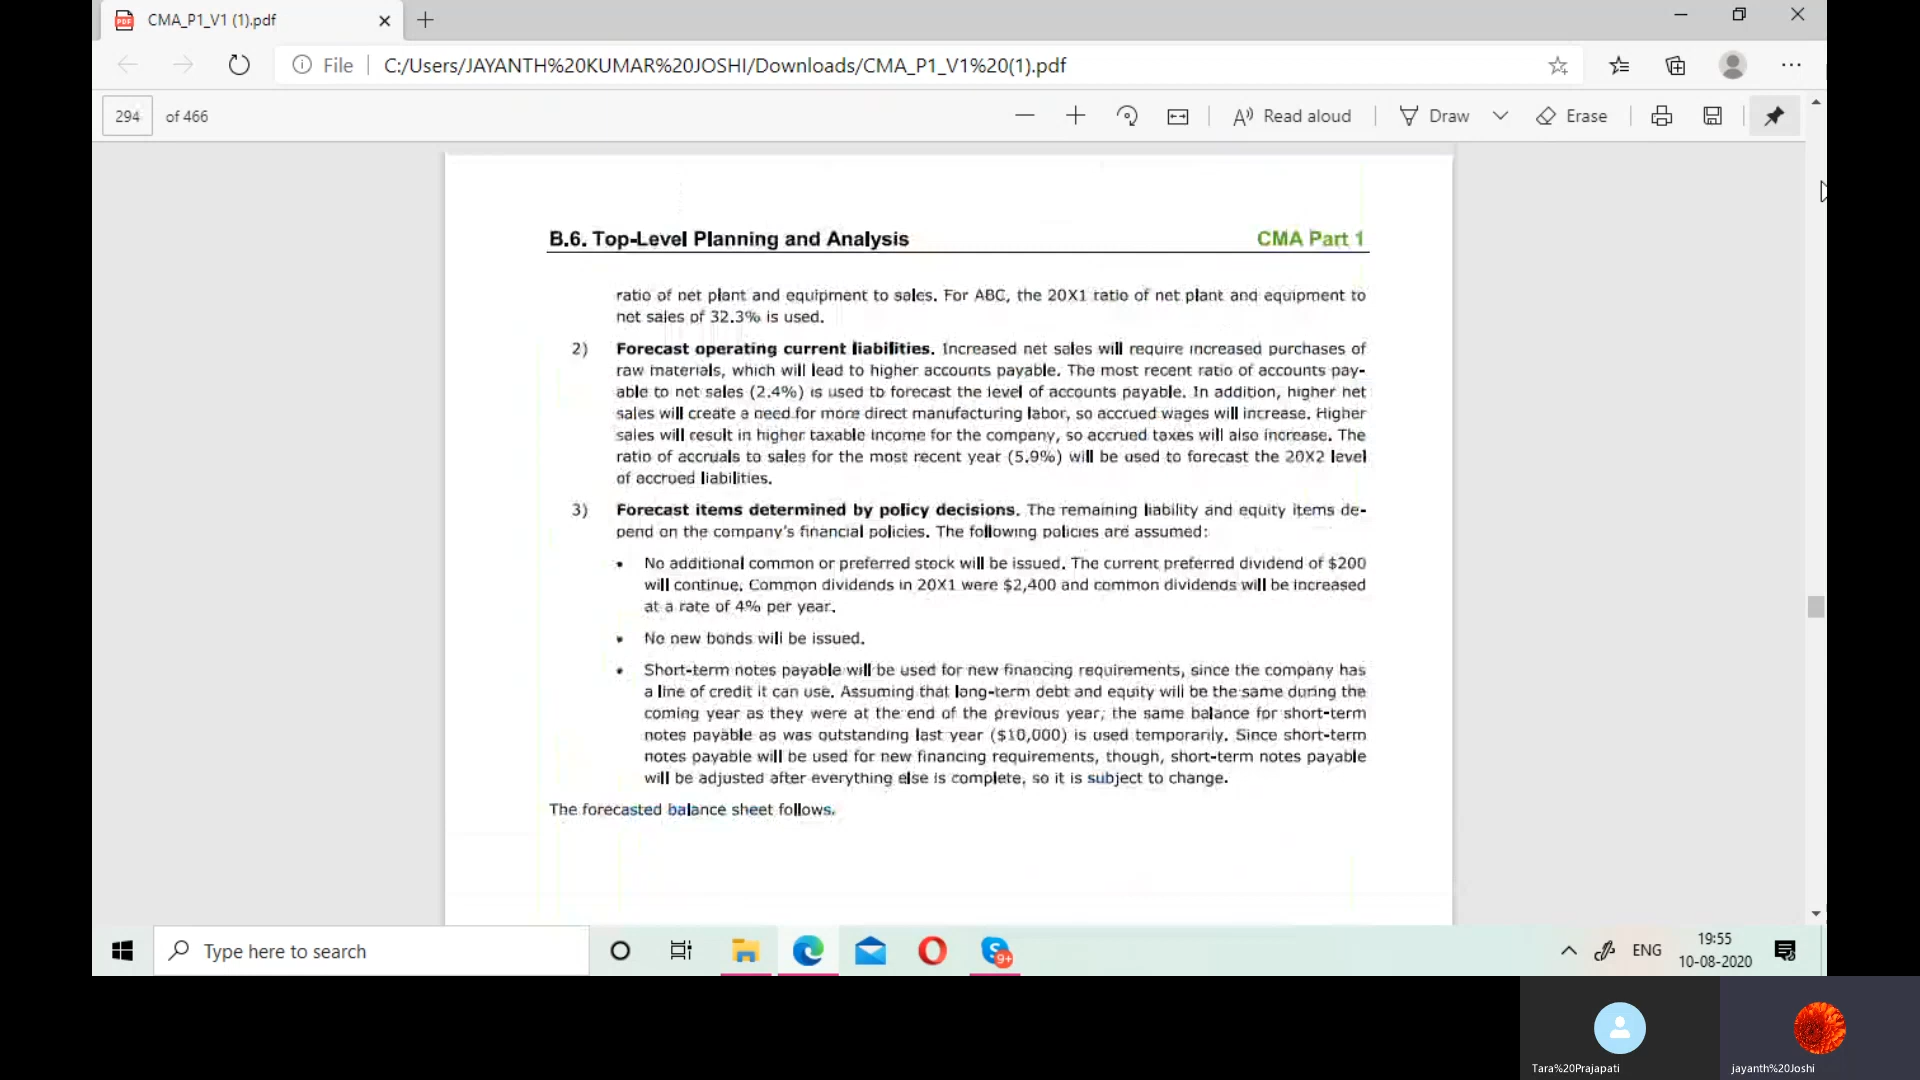 CMA_P1_V1 (1).pdf
File
C:/Users/JAYANTH%20KUMAR%20JOSHI/Downloads/CMA_P1_V1%20(1).pdf
294 of 466
Read aloud
Draw
Erase
B.6. Top-Level Planning and Analysis CMA Part 1
ratio of net plant and equipment to sales. For ABC, the 20X1 ratio of net plant and equipment to
net sales of 32.3% is used.
2) Forecast operating current liabilities. Increased net sales will require increased purchases of
raw materials, which will lead to higher accounts payable. The most recent ratio of accounts pay-
able to net sales (2.4%) is used to forecast the level of accounts payable. In addition, higher net
sales will create a need for more direct manufacturing labor, so accrued wages will increase. Higher
sales will result in higher taxable income for the company, so accrued taxes will also increase. The
ratio of accruals to sales for the most recent year (5.9%) will be used to forecast the 20X2 level
of accrued liabilities.
3) Forecast items determined by policy decisions. The remaining liability and equity items de-
pend on the company's financial policies. The following policies are assumed:
• No additional common or preferred stock will be issued. The current preferred dividend of $200
will continue. Common dividends in 20X1 were $2,400 and common dividends will be increased
at a rate of 4% per year.
• No new bonds will be issued.
• Short-term notes payable will be used for new financing requirements, since the company has
a line of credit it can use. Assuming that long-term debt and equity will be the same during the
coming year as they were at the end of the previous year, the same balance for short-term
notes payable as was outstanding last year ($10,000) is used temporarily. Since short-term
notes payable will be used for new financing requirements, though, short-term notes payable
will be adjusted after everything else is complete, so it is subject to change.
The forecasted balance sheet follows.
Type here to search
9+
ENG
19:55
10-08-2020
Tara%20Prajapati
jayanth%20Joshi